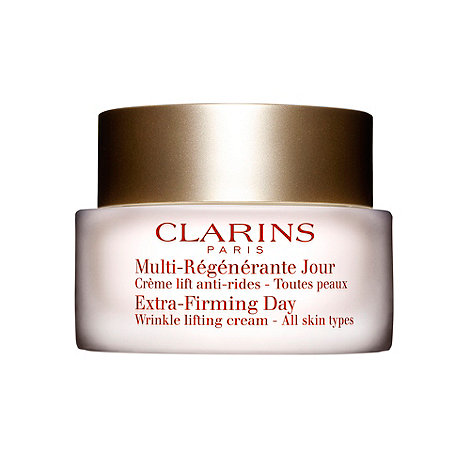 CLARINS
PARIS
Multi-Régénérante Jour
Crème lift anti-rides - Toutes peaux
Extra-Firming Day
Wrinkle lifting cream - All skin types